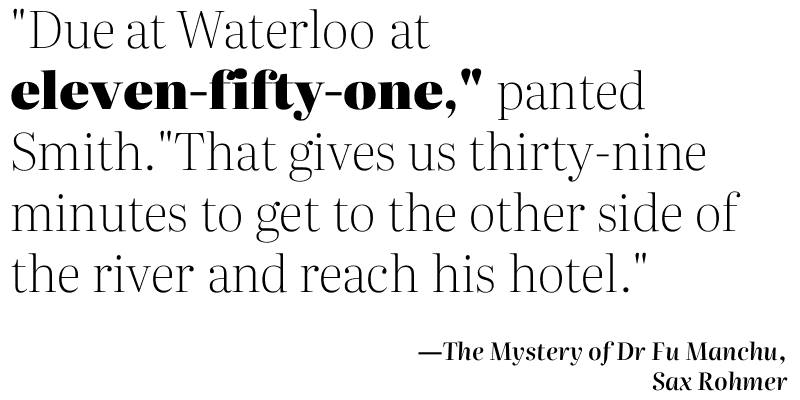 "Due at Waterloo at
eleven-fifty-one," panted
Smith."That gives us thirty-nine
minutes to get to the other side of
the river and reach his hotel."
—The Mystery of Dr Fu Manchu,
Sax Rohmer